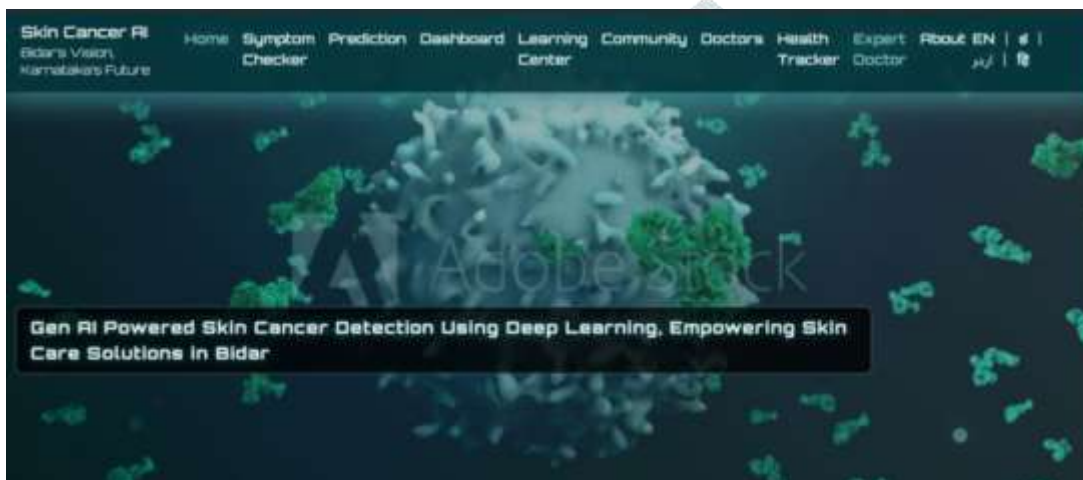 Skin Cancer AI
Bidar's Vision,
Karnataka's Future
Home
Symptom
Checker
Prediction
Dashboard
Learning
Center
Community
Doctors
Health
Tracker
Expert
Doctor
About
EN | ಕ |
اردو | हि
Adobe Stock
Gen AI Powered Skin Cancer Detection Using Deep Learning, Empowering Skin
Care Solutions in Bidar